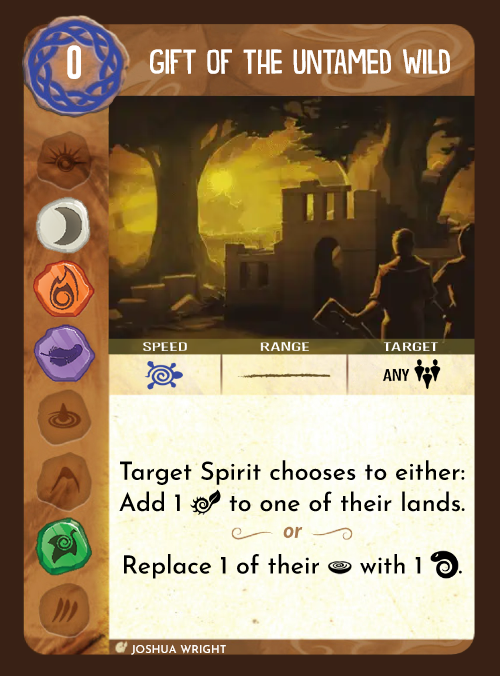 0
GIFT OF THE UNTAMED WILD
SPEED RANGE TARGET
ANY
Target Spirit chooses to either:
Add 1 to one of their lands.
or
Replace 1 of their with 1 .
JOSHUA WRIGHT